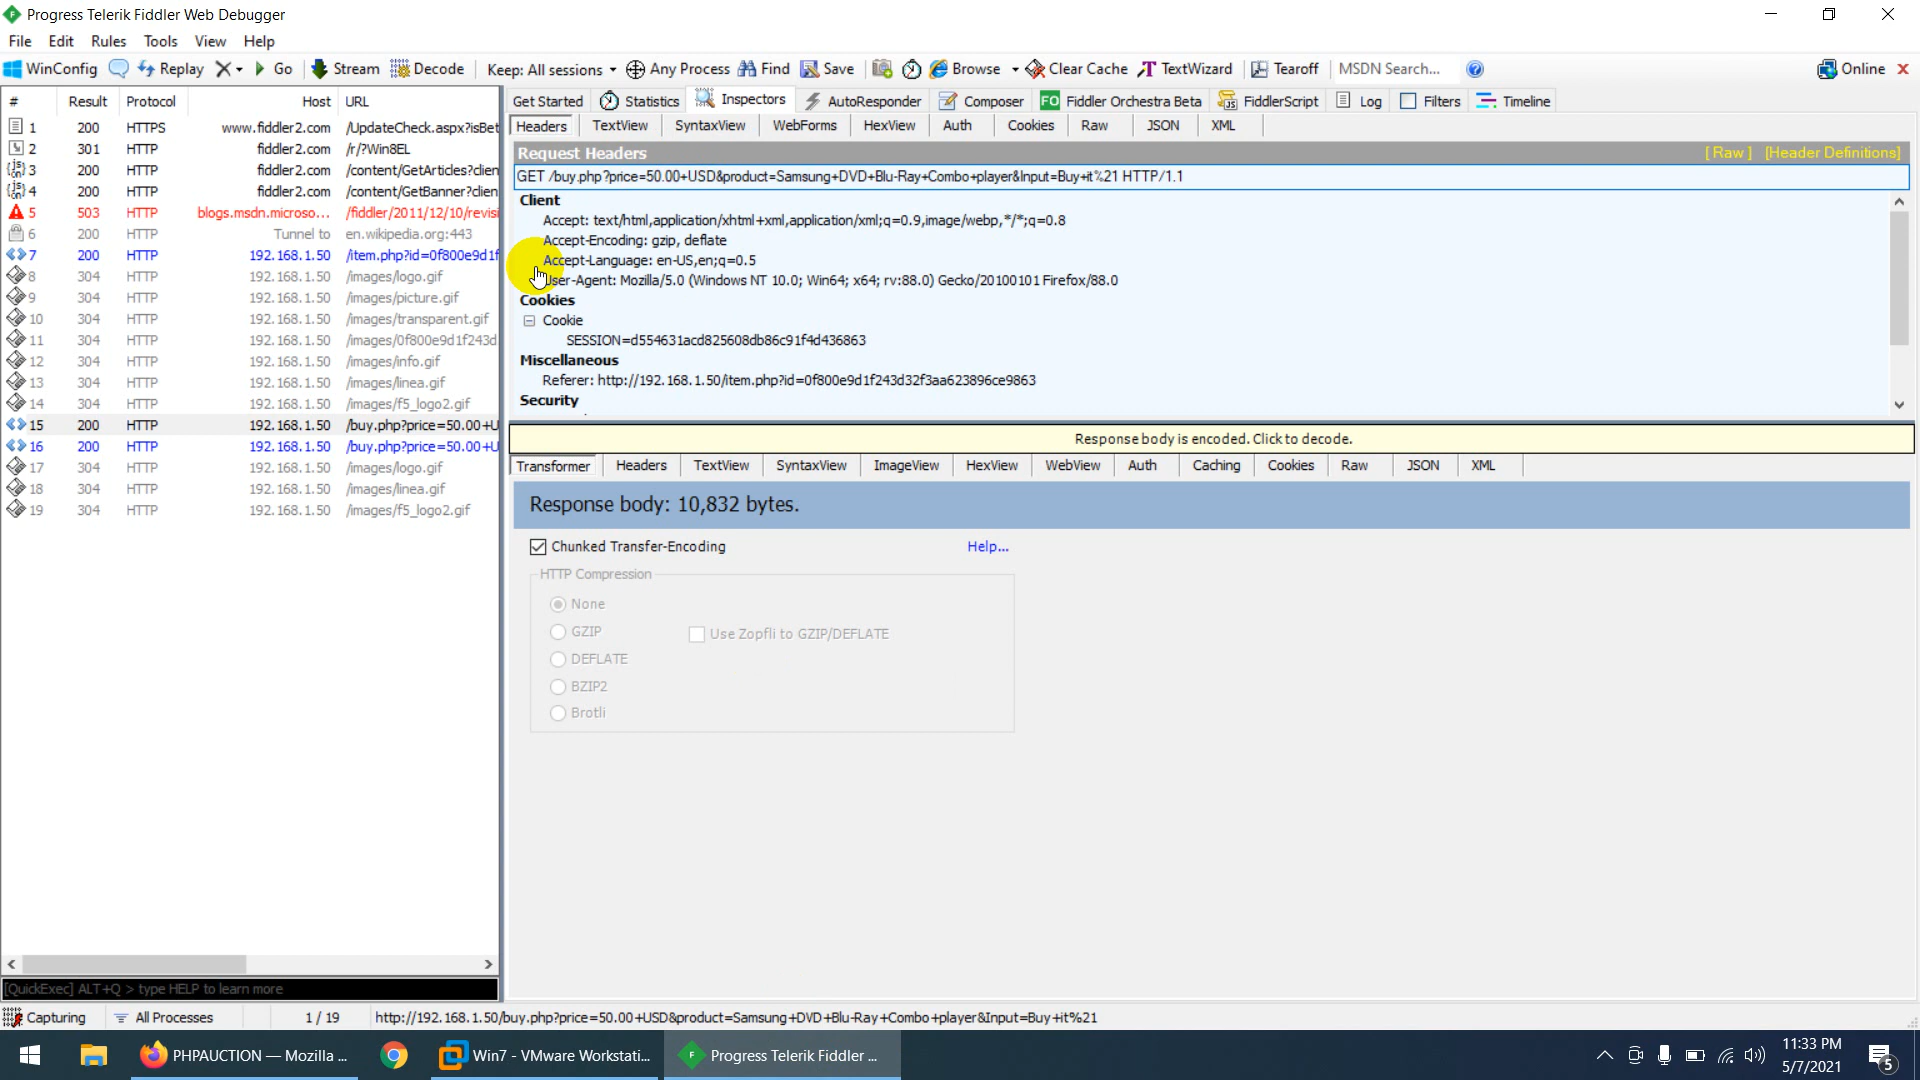 Progress Telerik Fiddler Web Debugger
File Edit Rules Tools View Help
WinConfig Replay Go Stream Decode Keep: All sessions Any Process Find Save Browse Clear Cache TextWizard Tearoff MSDN Search... Online
# Result Protocol Host URL
1 200 HTTPS www.fiddler2.com /UpdateCheck.aspx?isBet
2 301 HTTP fiddler2.com /r/?Win8EL
3 200 HTTP fiddler2.com /content/GetArticles?clien
4 200 HTTP fiddler2.com /content/GetBanner?clien
5 503 HTTP blogs.msdn.microso... /fiddler/2011/12/10/revisi
6 200 HTTP Tunnel to en.wikipedia.org:443
7 200 HTTP 192.168.1.50 /item.php?id=0f800e9d1f
8 304 HTTP 192.168.1.50 /images/logo.gif
9 304 HTTP 192.168.1.50 /images/picture.gif
10 304 HTTP 192.168.1.50 /images/transparent.gif
11 304 HTTP 192.168.1.50 /images/0f800e9d1f243d
12 304 HTTP 192.168.1.50 /images/info.gif
13 304 HTTP 192.168.1.50 /images/linea.gif
14 304 HTTP 192.168.1.50 /images/f5_logo2.gif
15 200 HTTP 192.168.1.50 /buy.php?price=50.00+U
16 200 HTTP 192.168.1.50 /buy.php?price=50.00+U
17 304 HTTP 192.168.1.50 /images/logo.gif
18 304 HTTP 192.168.1.50 /images/linea.gif
19 304 HTTP 192.168.1.50 /images/f5_logo2.gif
Get Started Statistics Inspectors AutoResponder Composer FO Fiddler Orchestra Beta FiddlerScript Log Filters Timeline
Headers TextView SyntaxView WebForms HexView Auth Cookies Raw JSON XML
Request Headers [ Raw ] [Header Definitions]
GET /buy.php?price=50.00+USD&product=Samsung+DVD+Blu-Ray+Combo+player&Input=Buy+it%21 HTTP/1.1
Client
Accept: text/html,application/xhtml+xml,application/xml;q=0.9,image/webp,*/*;q=0.8
Accept-Encoding: gzip, deflate
Accept-Language: en-US,en;q=0.5
User-Agent: Mozilla/5.0 (Windows NT 10.0; Win64; x64; rv:88.0) Gecko/20100101 Firefox/88.0
Cookies
Cookie
SESSION=d554631acd825608db86c91f4d436863
Miscellaneous
Referer: http://192.168.1.50/item.php?id=0f800e9d1f243d32f3aa623896ce9863
Security
Response body is encoded. Click to decode.
Transformer Headers TextView SyntaxView ImageView HexView WebView Auth Caching Cookies Raw JSON XML
Response body: 10,832 bytes.
Chunked Transfer-Encoding Help...
HTTP Compression
None
GZIP Use Zopfli to GZIP/DEFLATE
DEFLATE
BZIP2
Brotli
[QuickExec] ALT+Q > type HELP to learn more
Capturing All Processes 1 / 19 http://192.168.1.50/buy.php?price=50.00+USD&product=Samsung+DVD+Blu-Ray+Combo+player&Input=Buy+it%21
PHPAUCTION — Mozilla ... Win7 - VMware Workstati... Progress Telerik Fiddler ... 11:33 PM
5/7/2021 5